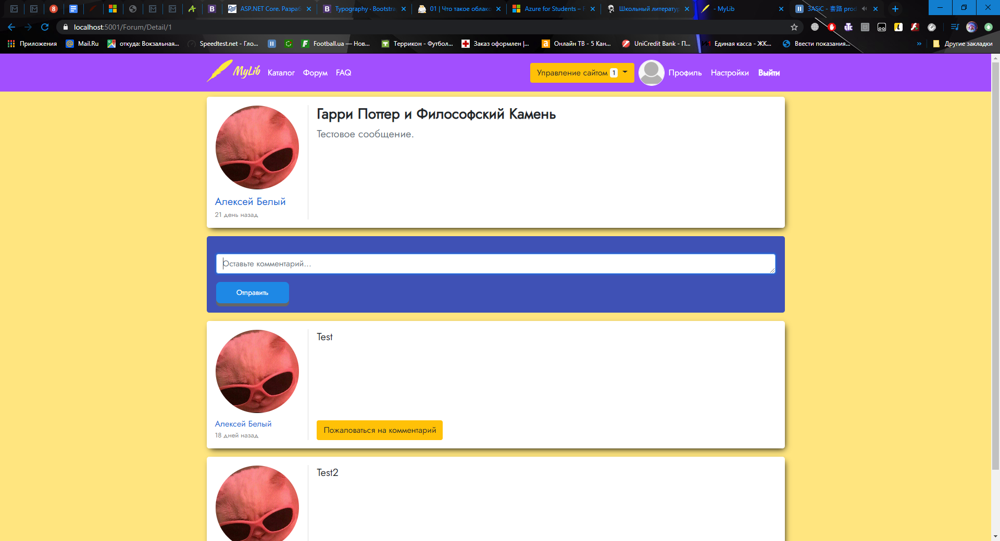 8
ASP.NET Core. Разраб
Typography · Bootstra
01 | Что такое облако
Azure for Students – F
Школьный литератур
- MyLib
3ASiC - 套路 prod
localhost:5001/Forum/Detail/1
Приложения
Mail.Ru
откуда: Вокзальная...
Speedtest.net - Гло...
Football.ua — Нов...
Террикон - Футбол...
Заказ оформлен |...
Онлайн ТВ - 5 Кан...
UniCredit Bank - П...
Единая касса - ЖК...
Ввести показания...
»
Другие закладки
MyLib
Каталог
Форум
FAQ
Управление сайтом 1
Профиль
Настройки
Выйти
Гарри Поттер и Философский Камень
Тестовое сообщение.
Алексей Белый
21 день назад
Оставьте комментарий...
Отправить
Test
Алексей Белый
18 дней назад
Пожаловаться на комментарий
Test2